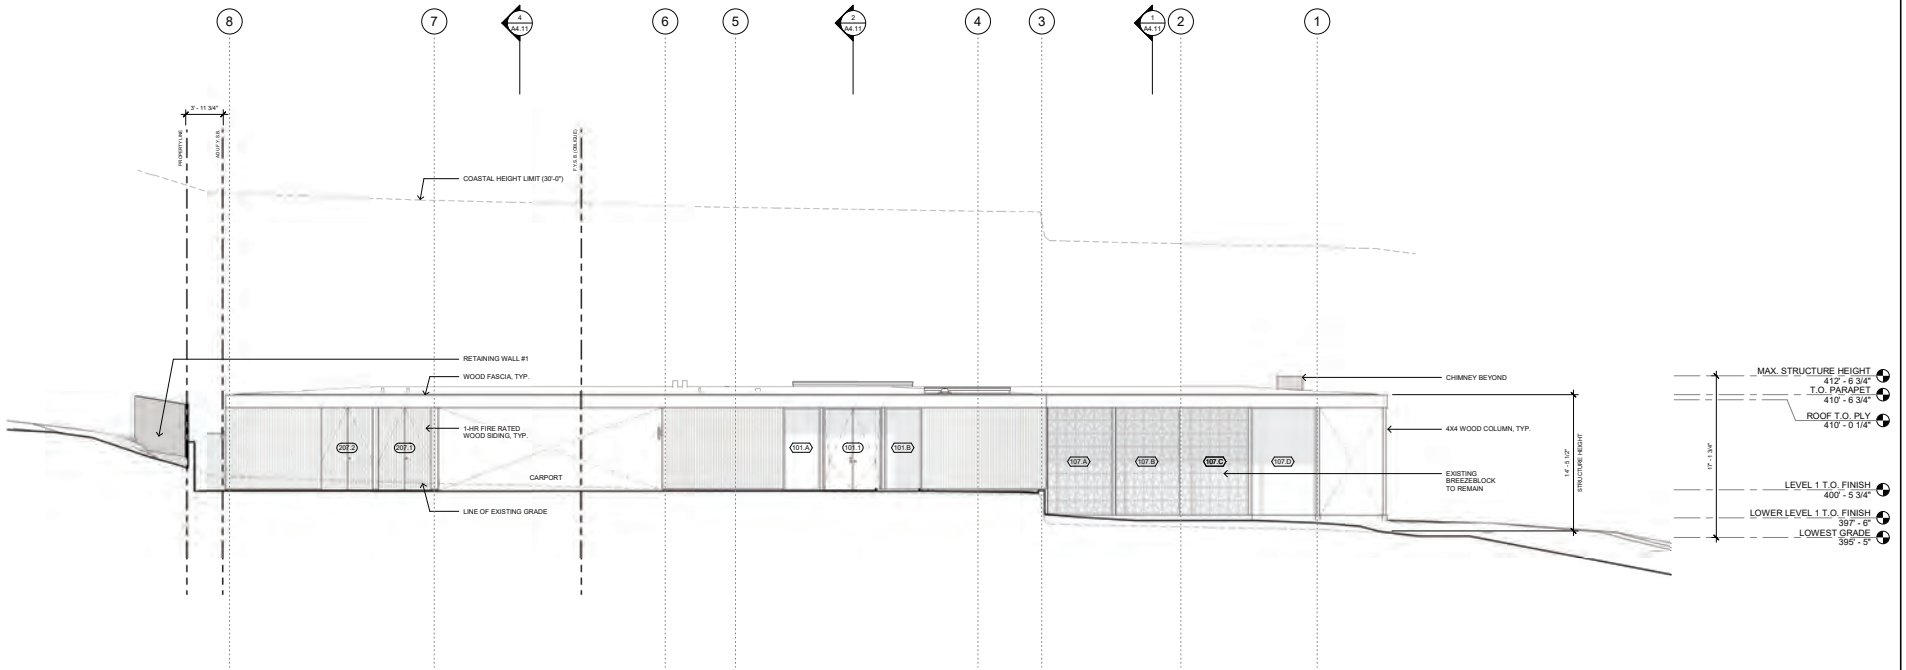 8
7
4
A4.11
6
5
2
A4.11
4
3
1
A4.11
2
1
3' - 11 3/4"
PROPERTY LINE
ADU F.Y. S.B.
F.Y.S.B. (OBLIQUE)
COASTAL HEIGHT LIMIT (30'-0")
RETAINING WALL #1
WOOD FASCIA, TYP.
1-HR FIRE RATED
WOOD SIDING, TYP.
CARPORT
LINE OF EXISTING GRADE
207.2
207.1
101.A
101.1
101.B
107.A
107.B
107.C
107.D
CHIMNEY BEYOND
4X4 WOOD COLUMN, TYP.
EXISTING
BREEZEBLOCK
TO REMAIN
14' - 5 1/2"
STRUCTURE HEIGHT
17' - 1 3/4"
MAX. STRUCTURE HEIGHT
412' - 6 3/4"
T.O. PARAPET
410' - 6 3/4"
ROOF T.O. PLY
410' - 0 1/4"
LEVEL 1 T.O. FINISH
400' - 5 3/4"
LOWER LEVEL 1 T.O. FINISH
397' - 6"
LOWEST GRADE
395' - 5"